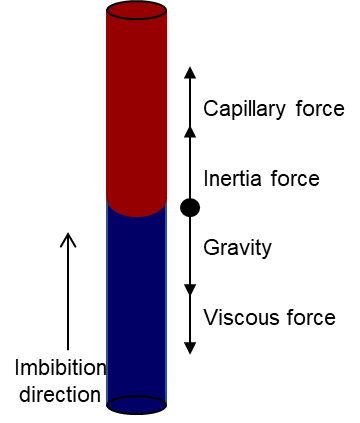 Capillary force
Inertia force
Gravity
Viscous force
Imbibition
direction